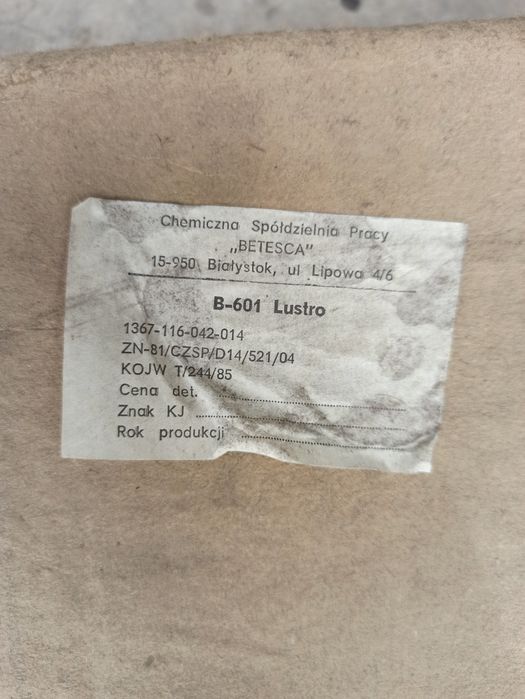 Chemiczna Spółdzielnia Pracy
„BETESCA"
15-950 Białystok, ul Lipowa 4/6
B-601 Lustro
1367-116-042-014
ZN-81/CZSP/D14/521/04
KOJW T/244/85
Cena det. ........................................
Znak KJ ........................................
Rok produkcji ........................................